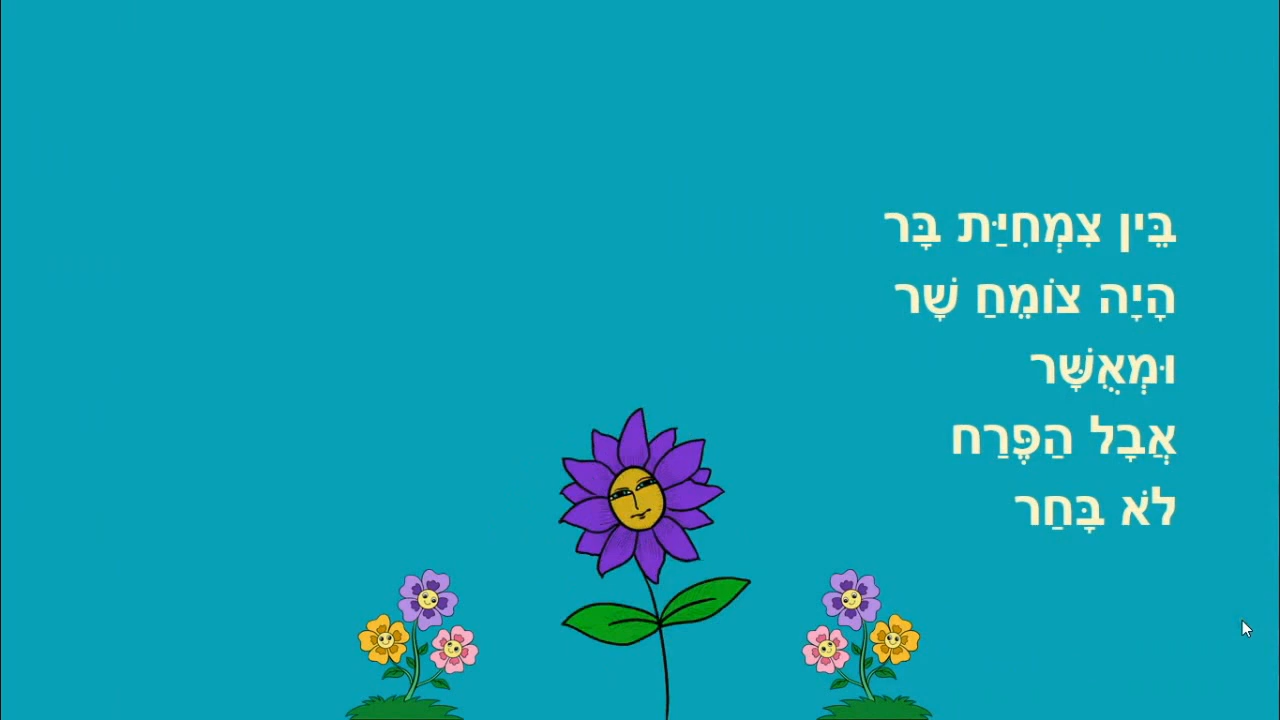 בֵּין צִמְחִיַּת בָּר
הָיָה צוֹמֵחַ שָׁר
וּמְאֻשָּׁר
אֲבָל הַפֶּרַח
לֹא בָּחַר